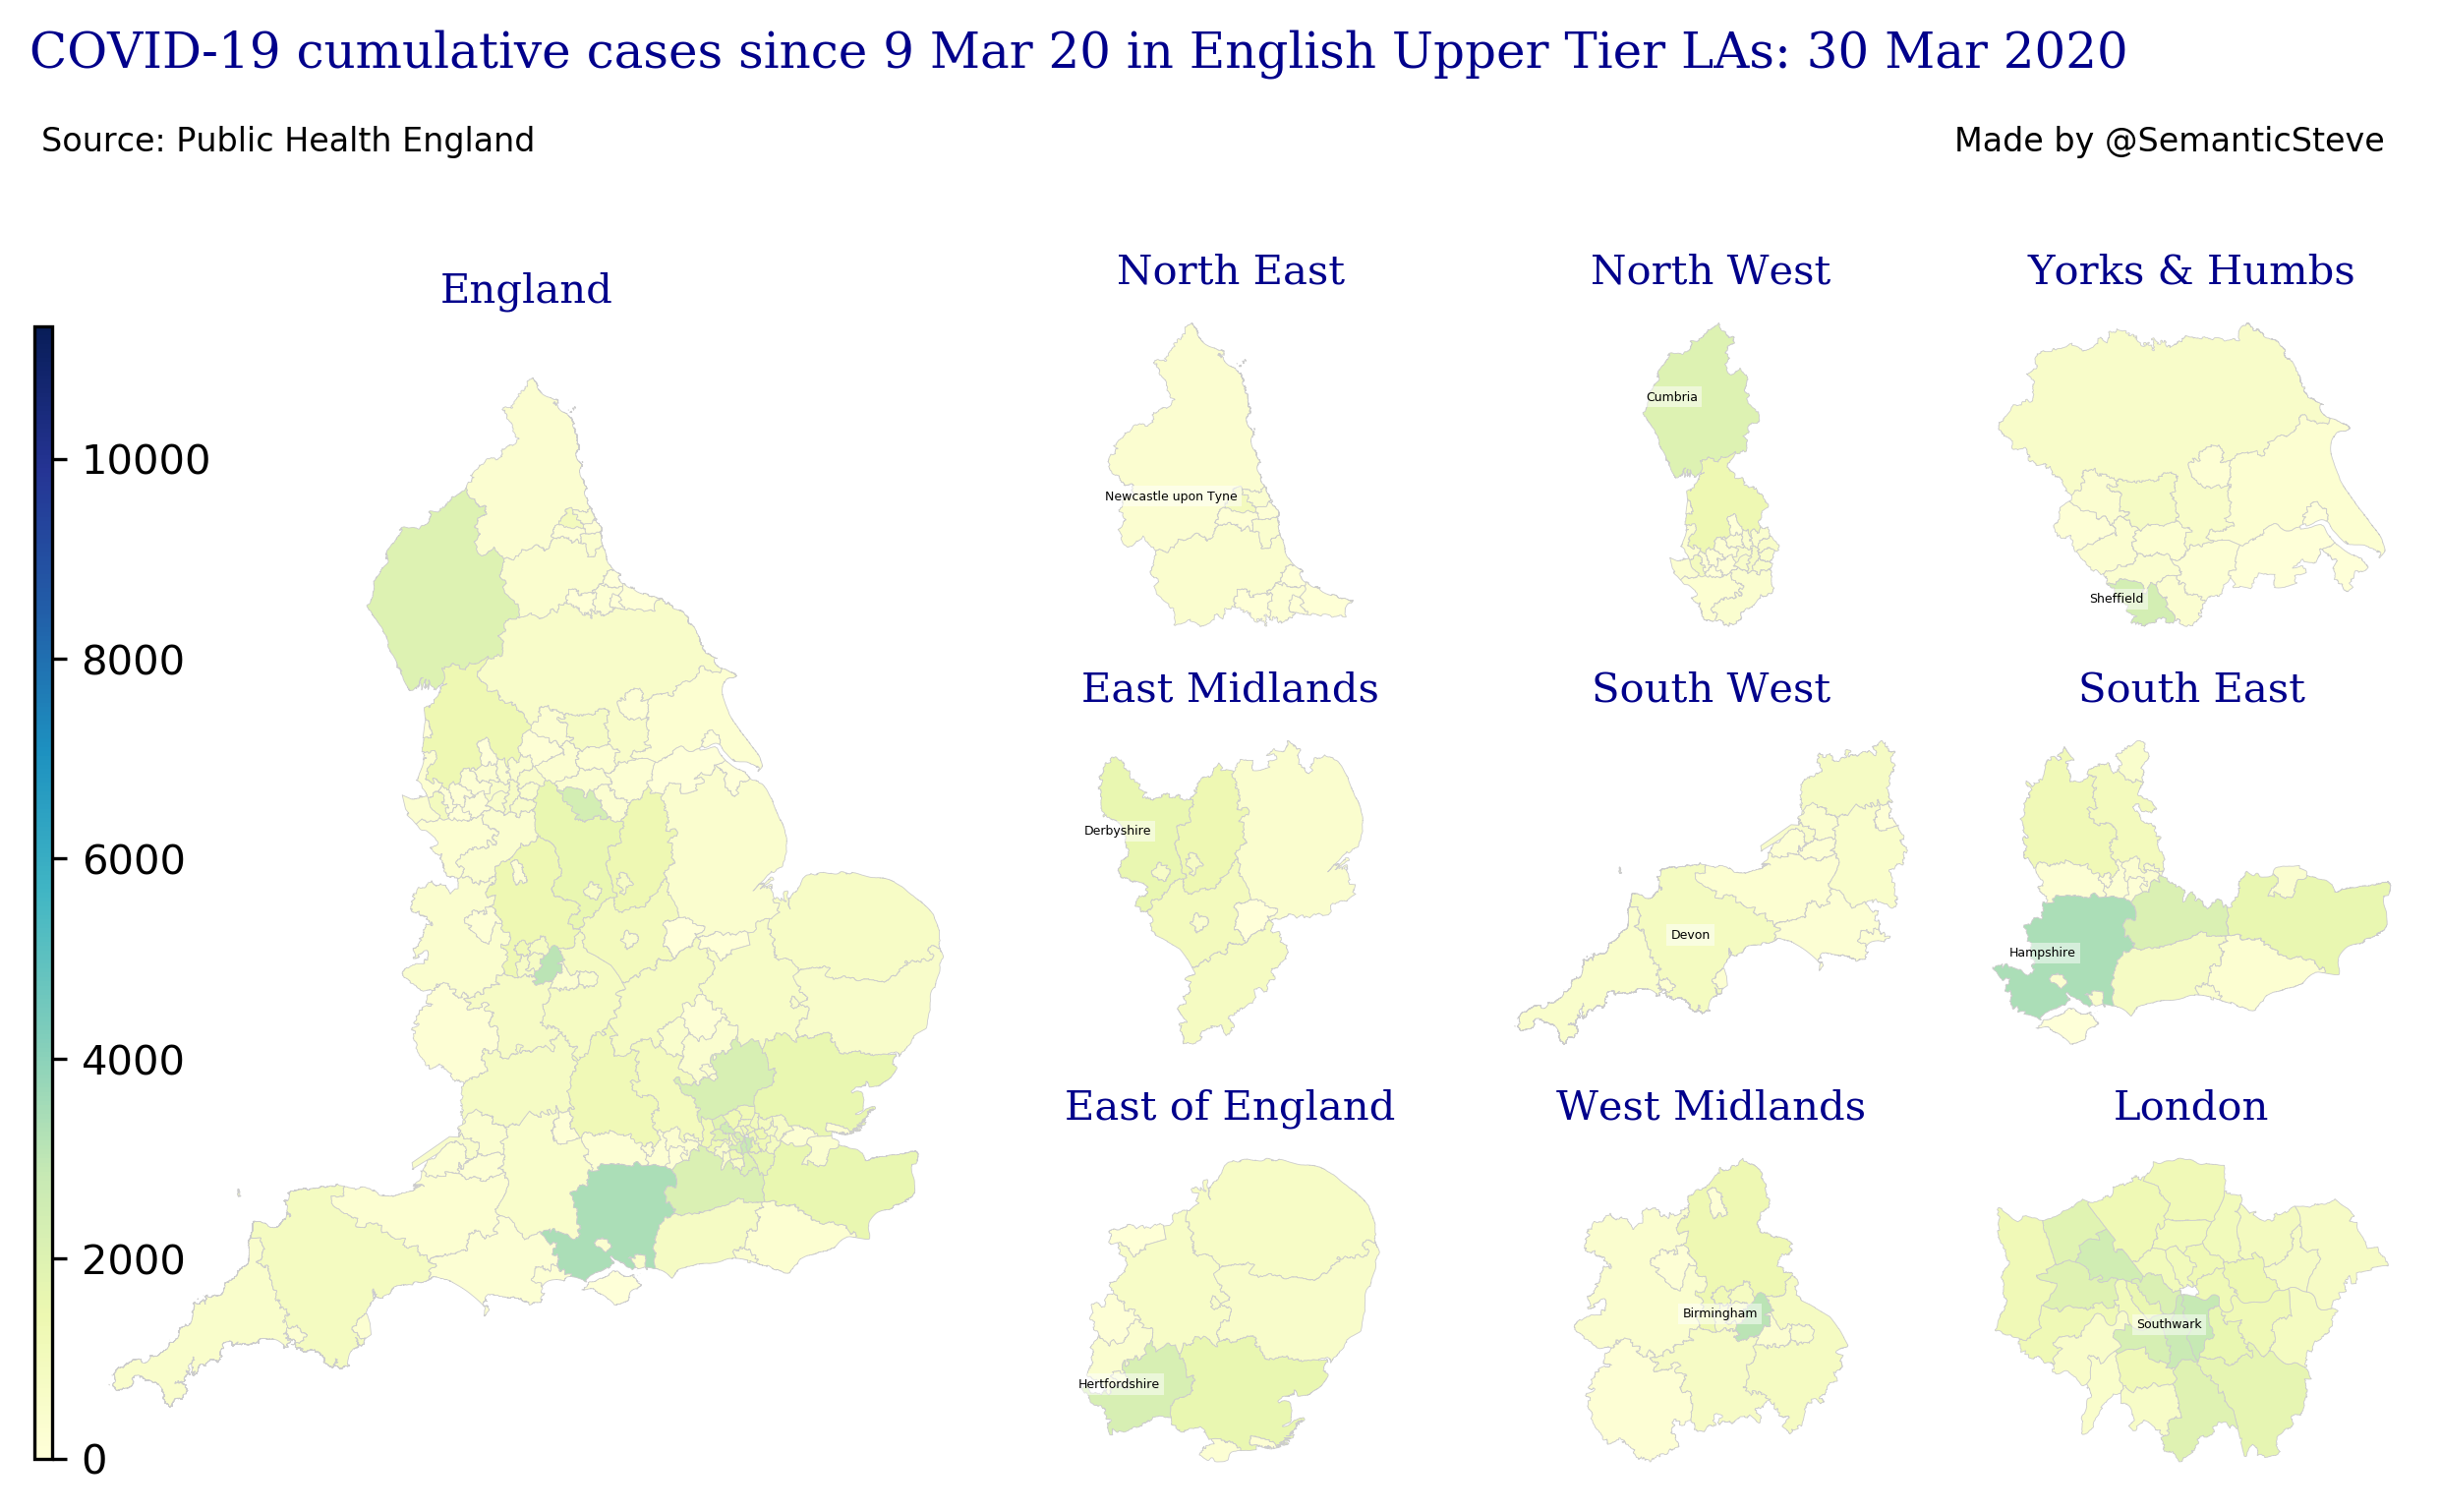 COVID-19 cumulative cases since 9 Mar 20 in English Upper Tier LAs: 30 Mar 2020
Source: Public Health England
Made by @SemanticSteve
England
10000
8000
6000
4000
2000
0
North East
Newcastle upon Tyne
North West
Cumbria
Yorks & Humbs
Sheffield
East Midlands
Derbyshire
South West
Devon
South East
Hampshire
East of England
Hertfordshire
West Midlands
Birmingham
London
Southwark